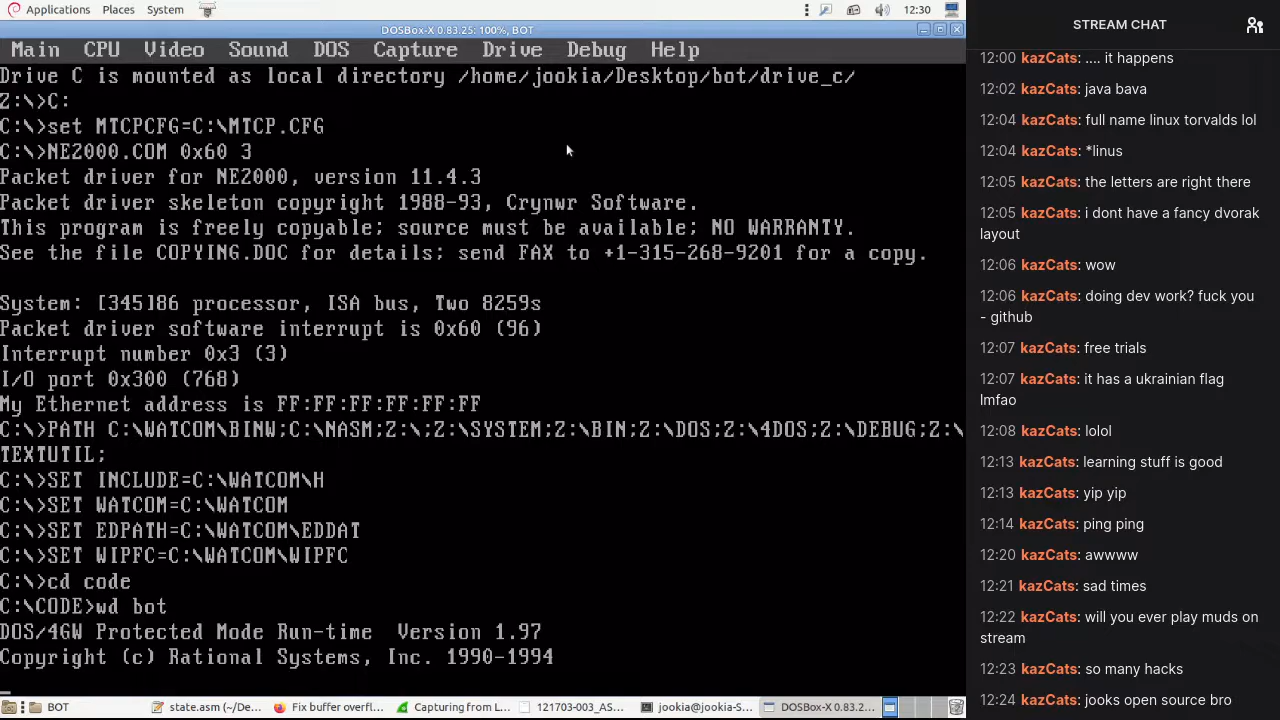 Applications Places System 12:30
DOSBox-X 0.83.25: 100%, BOT
Main CPU Video Sound DOS Capture Drive Debug Help
Drive C is mounted as local directory /home/jookia/Desktop/bot/drive_c/
Z:\>C:
C:\>set MTCPCFG=C:\MTCP.CFG
C:\>NE2000.COM 0x60 3
Packet driver for NE2000, version 11.4.3
Packet driver skeleton copyright 1988-93, Crynwr Software.
This program is freely copyable; source must be available; NO WARRANTY.
See the file COPYING.DOC for details; send FAX to +1-315-268-9201 for a copy.
System: [345]86 processor, ISA bus, Two 8259s
Packet driver software interrupt is 0x60 (96)
Interrupt number 0x3 (3)
I/O port 0x300 (768)
My Ethernet address is FF:FF:FF:FF:FF:FF
C:\>PATH C:\WATCOM\BINW;C:\NASM;Z:\;Z:\SYSTEM;Z:\BIN;Z:\DOS;Z:\4DOS;Z:\DEBUG;Z:\
TEXTUTIL;
C:\>SET INCLUDE=C:\WATCOM\H
C:\>SET WATCOM=C:\WATCOM
C:\>SET EDPATH=C:\WATCOM\EDDAT
C:\>SET WIPFC=C:\WATCOM\WIPFC
C:\>cd code
C:\CODE>wd bot
DOS/4GW Protected Mode Run-time Version 1.97
Copyright (c) Rational Systems, Inc. 1990-1994
_
BOT state.asm (~/De... Fix buffer overfl... Capturing from L... 121703-003_AS... jookia@jookia-S... DOSBox-X 0.83.2...
STREAM CHAT
12:00 kazCats: .... it happens
12:02 kazCats: java bava
12:04 kazCats: full name linux torvalds lol
12:04 kazCats: *linus
12:05 kazCats: the letters are right there
12:05 kazCats: i dont have a fancy dvorak
layout
12:06 kazCats: wow
12:06 kazCats: doing dev work? fuck you
- github
12:07 kazCats: free trials
12:07 kazCats: it has a ukrainian flag
lmfao
12:08 kazCats: lolol
12:13 kazCats: learning stuff is good
12:13 kazCats: yip yip
12:14 kazCats: ping ping
12:20 kazCats: awwww
12:21 kazCats: sad times
12:22 kazCats: will you ever play muds on
stream
12:23 kazCats: so many hacks
12:24 kazCats: jooks open source bro